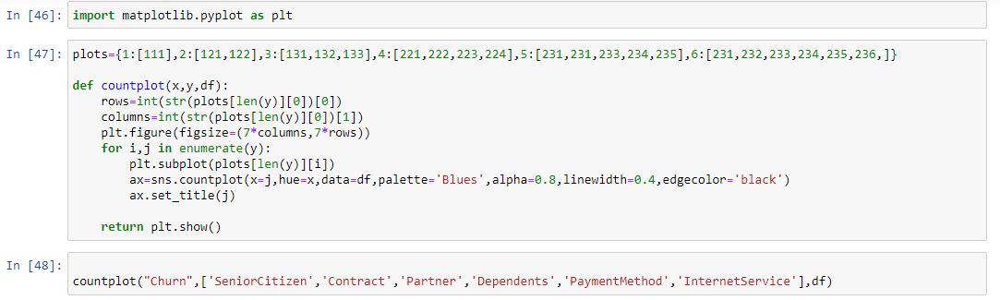 In [46]: import matplotlib.pyplot as plt
In [47]: plots={1:[111],2:[121,122],3:[131,132,133],4:[221,222,223,224],5:[231,231,233,234,235],6:[231,232,233,234,235,236,]}
def countplot(x,y,df):
    rows=int(str(plots[len(y)][0])[0])
    columns=int(str(plots[len(y)][0])[1])
    plt.figure(figsize=(7*columns,7*rows))
    for i,j in enumerate(y):
        plt.subplot(plots[len(y)][i])
        ax=sns.countplot(x=j,hue=x,data=df,palette='Blues',alpha=0.8,linewidth=0.4,edgecolor='black')
        ax.set_title(j)
    return plt.show()
In [48]:
countplot("Churn",['SeniorCitizen','Contract','Partner','Dependents','PaymentMethod','InternetService'],df)